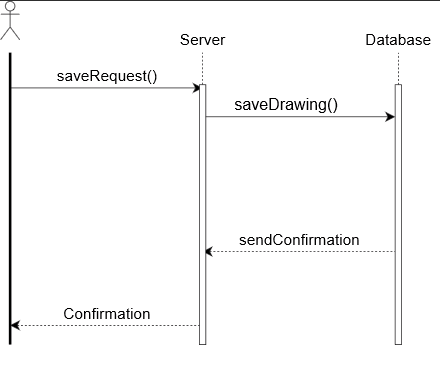 Server
Database
saveRequest()
saveDrawing()
sendConfirmation
Confirmation